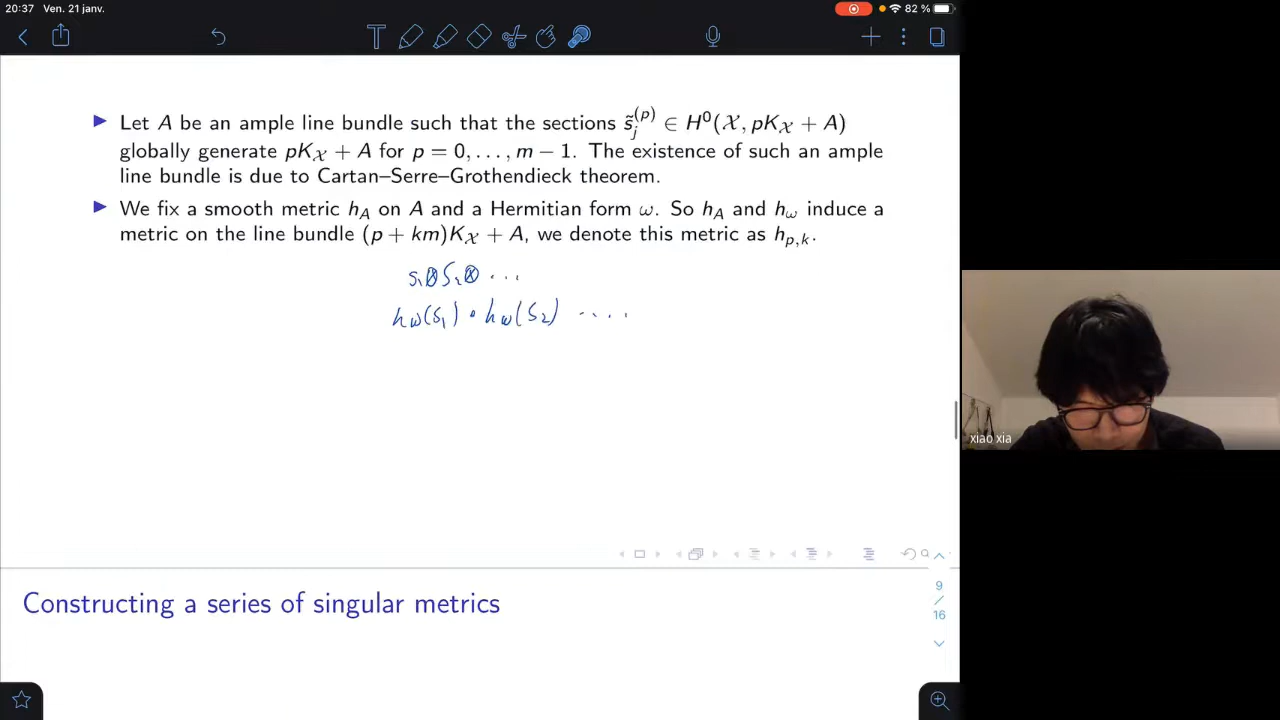 20:37 Ven. 21 janv.
82 %
▶ Let A be an ample line bundle such that the sections s̃_j^{(p)} ∈ H⁰(𝒳, pK_𝒳 + A)
globally generate pK_𝒳 + A for p = 0, . . . , m − 1. The existence of such an ample
line bundle is due to Cartan–Serre–Grothendieck theorem.
▶ We fix a smooth metric h_A on A and a Hermitian form ω. So h_A and h_ω induce a
metric on the line bundle (p + km)K_𝒳 + A, we denote this metric as h_{p,k}.
s₁⊗s₂⊗ ...
h_ω(s₁) • h_ω(s₂) .....
9
/
16
Constructing a series of singular metrics
xiao xia